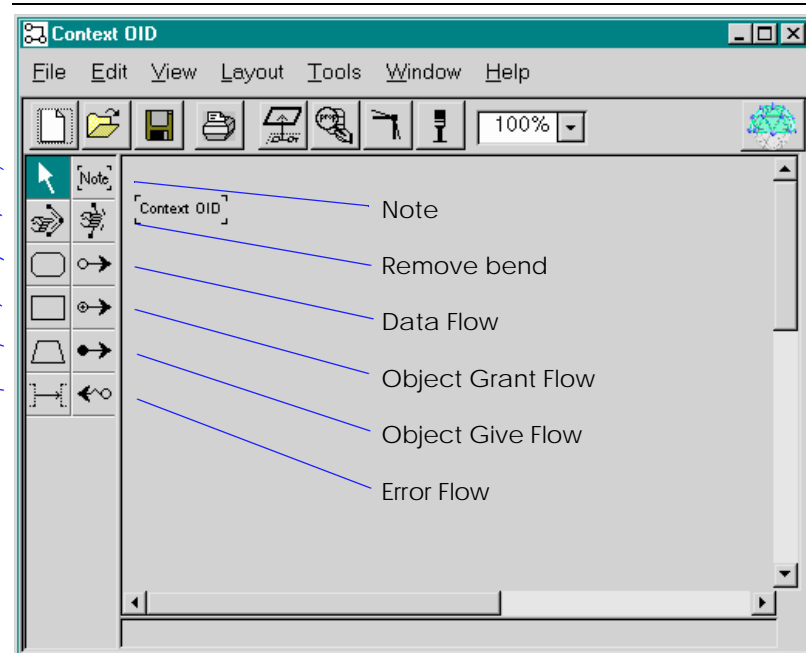 Context OID
File Edit View Layout Tools Window Help
100%
Note
Context OID
Note
Remove bend
Data Flow
Object Grant Flow
Object Give Flow
Error Flow